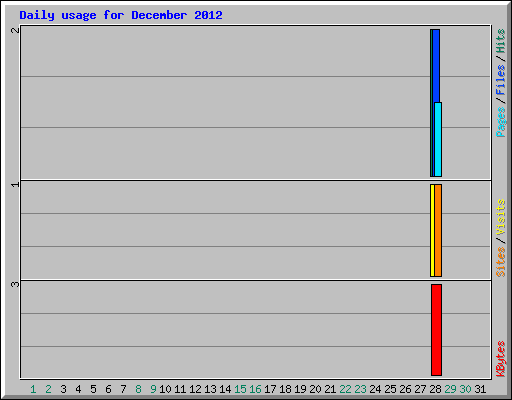 Daily usage for December 2012
2
1
3
Pages / Files / Hits
Sites / Visits
KBytes
1 2 3 4 5 6 7 8 9 10 11 12 13 14 15 16 17 18 19 20 21 22 23 24 25 26 27 28 29 30 31